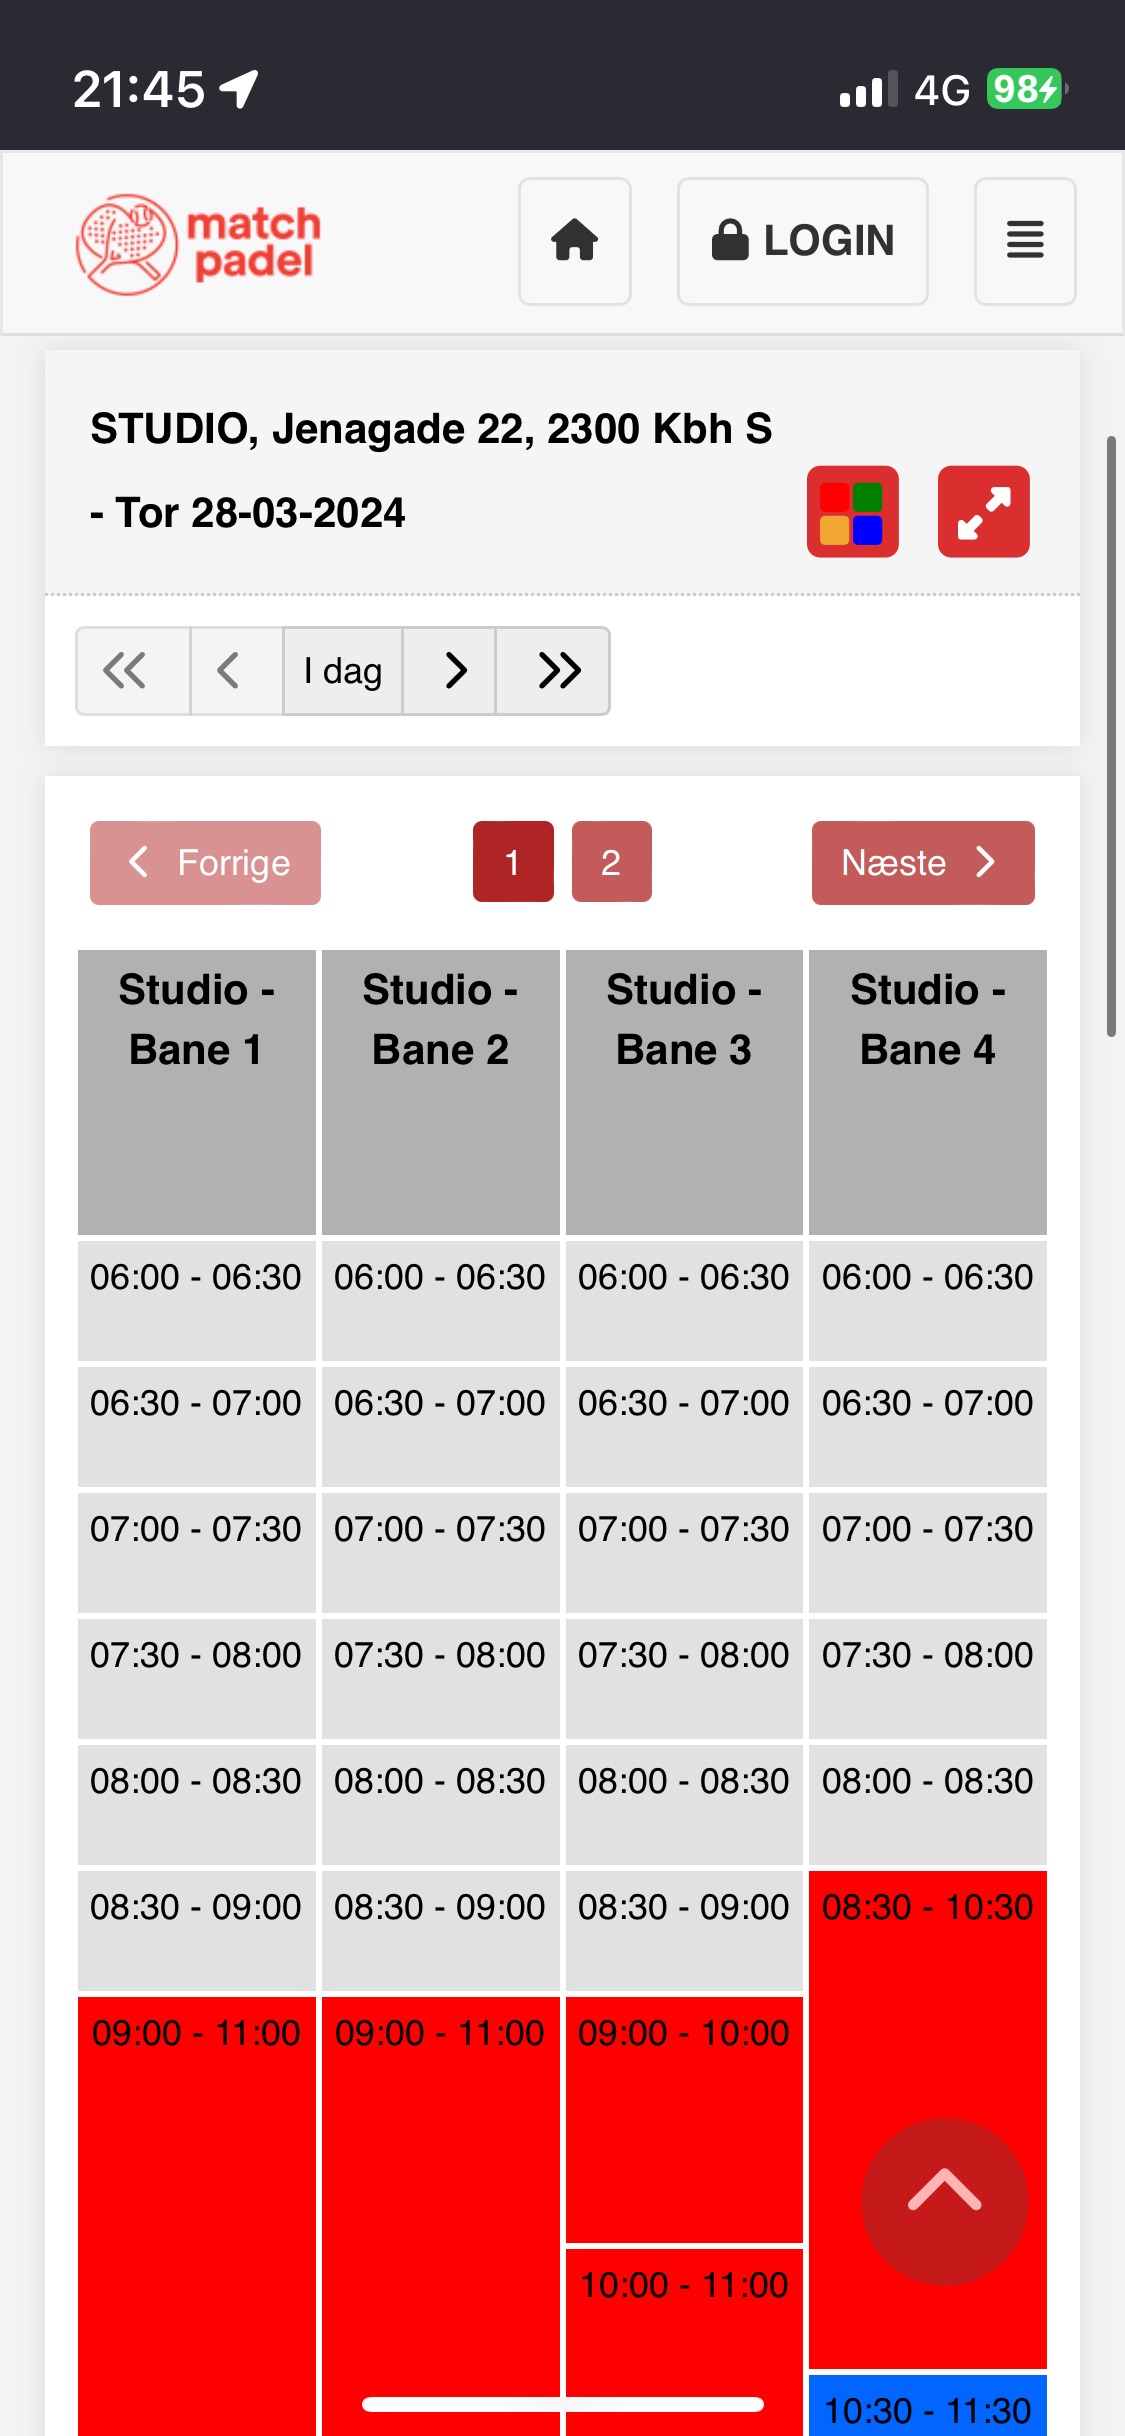 21:45
4G
98
match
padel
LOGIN
STUDIO, Jenagade 22, 2300 Kbh S
- Tor 28-03-2024
I dag
Forrige
1
2
Næste
Studio -
Bane 1
Studio -
Bane 2
Studio -
Bane 3
Studio -
Bane 4
06:00 - 06:30 06:00 - 06:30 06:00 - 06:30 06:00 - 06:30
06:30 - 07:00 06:30 - 07:00 06:30 - 07:00 06:30 - 07:00
07:00 - 07:30 07:00 - 07:30 07:00 - 07:30 07:00 - 07:30
07:30 - 08:00 07:30 - 08:00 07:30 - 08:00 07:30 - 08:00
08:00 - 08:30 08:00 - 08:30 08:00 - 08:30 08:00 - 08:30
08:30 - 09:00 08:30 - 09:00 08:30 - 09:00 08:30 - 10:30
09:00 - 11:00 09:00 - 11:00 09:00 - 10:00
10:00 - 11:00
10:30 - 11:30